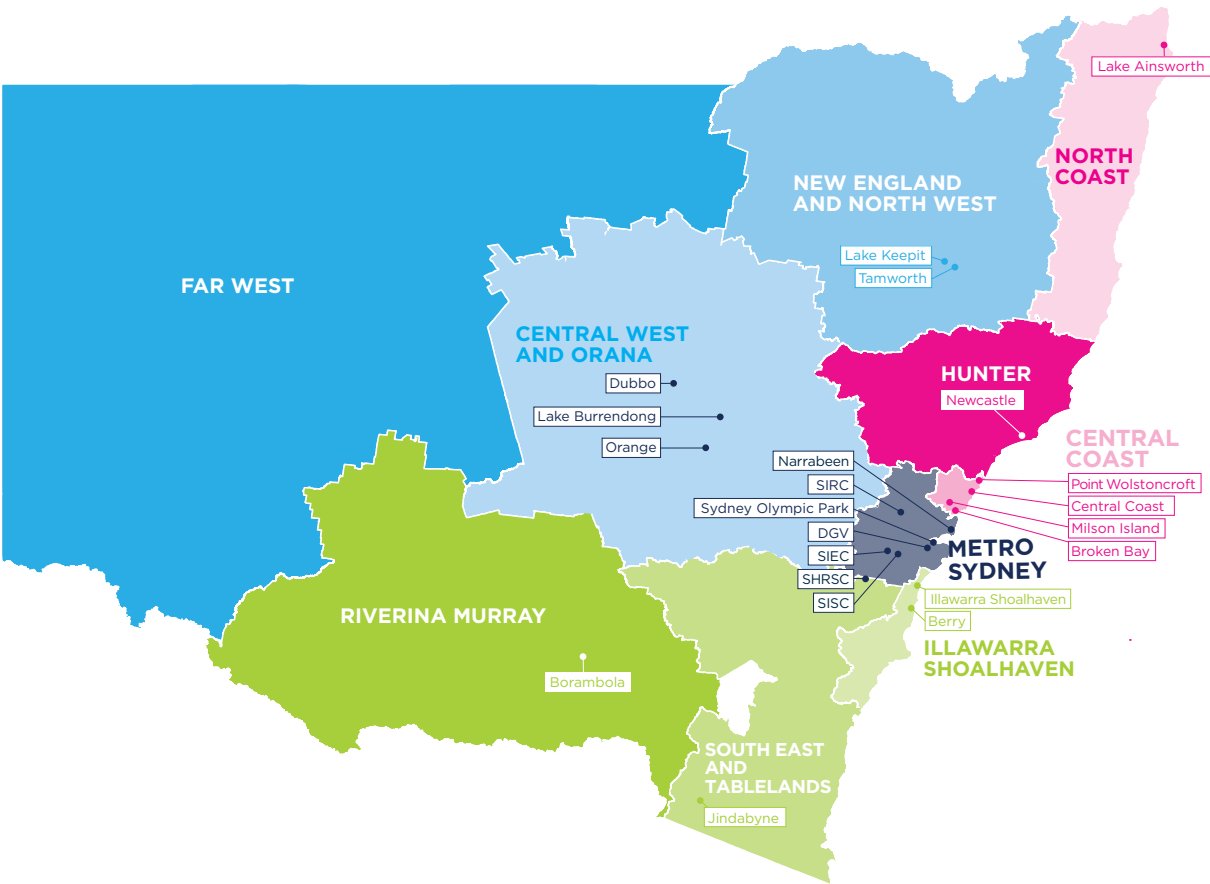 Lake Ainsworth
NORTH
COAST
NEW ENGLAND
AND NORTH WEST
Lake Keepit
Tamworth
FAR WEST
CENTRAL WEST
AND ORANA
Dubbo
Lake Burrendong
Orange
HUNTER
Newcastle
CENTRAL
COAST
Point Wolstoncroft
Central Coast
Milson Island
Broken Bay
Narrabeen
SIRC
Sydney Olympic Park
DGV
SIEC
SHRSC
SISC
METRO
SYDNEY
Illawarra Shoalhaven
Berry
ILLAWARRA
SHOALHAVEN
RIVERINA MURRAY
Borambola
SOUTH EAST
AND
TABLELANDS
Jindabyne